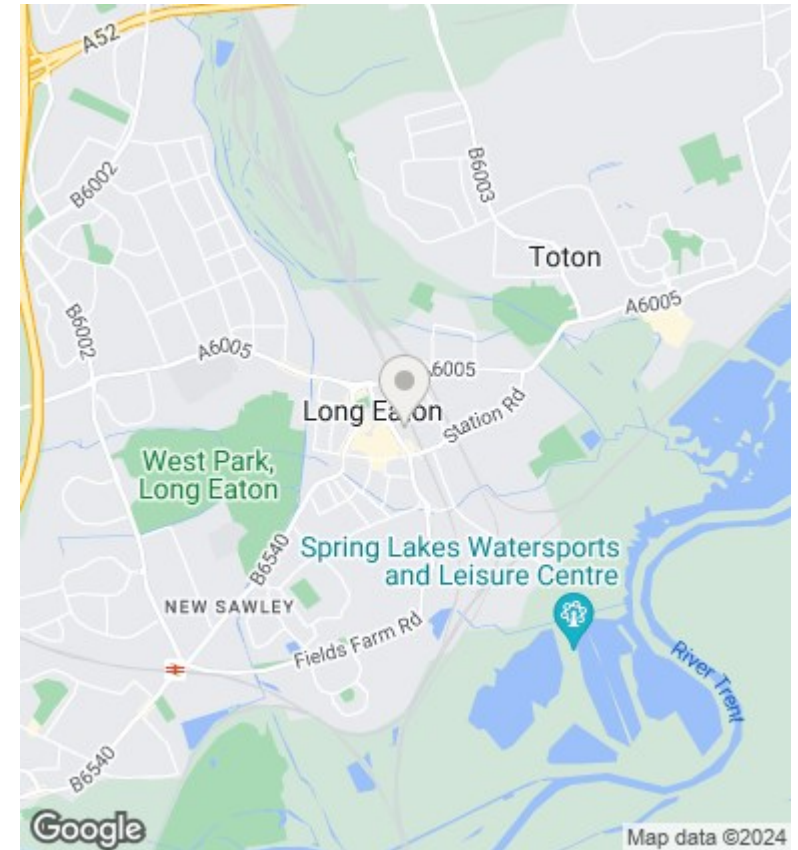 A52
B6002
B6003
Toton
B6002
A6005
A6005
A6005
Long Eaton
Station Rd
West Park,
Long Eaton
B6540
Spring Lakes Watersports
and Leisure Centre
NEW SAWLEY
Fields Farm Rd
River Trent
B6540
Google
Map data ©2024